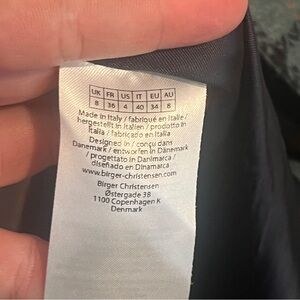 UK FR US IT EU AU
8 36 4 40 34 8
Made in Italy / fabriqué en Italie /
hergestellt in Italien / prodotto in
Italia / fabricado en Italia
Designed in / conçu dans
Danemark / entworfen in Dänemark
/ progettato in Danimarca /
diseñado en Dinamarca
www.birger-christensen.com
Birger Christensen
Østergade 38
1100 Copenhagen K
Denmark